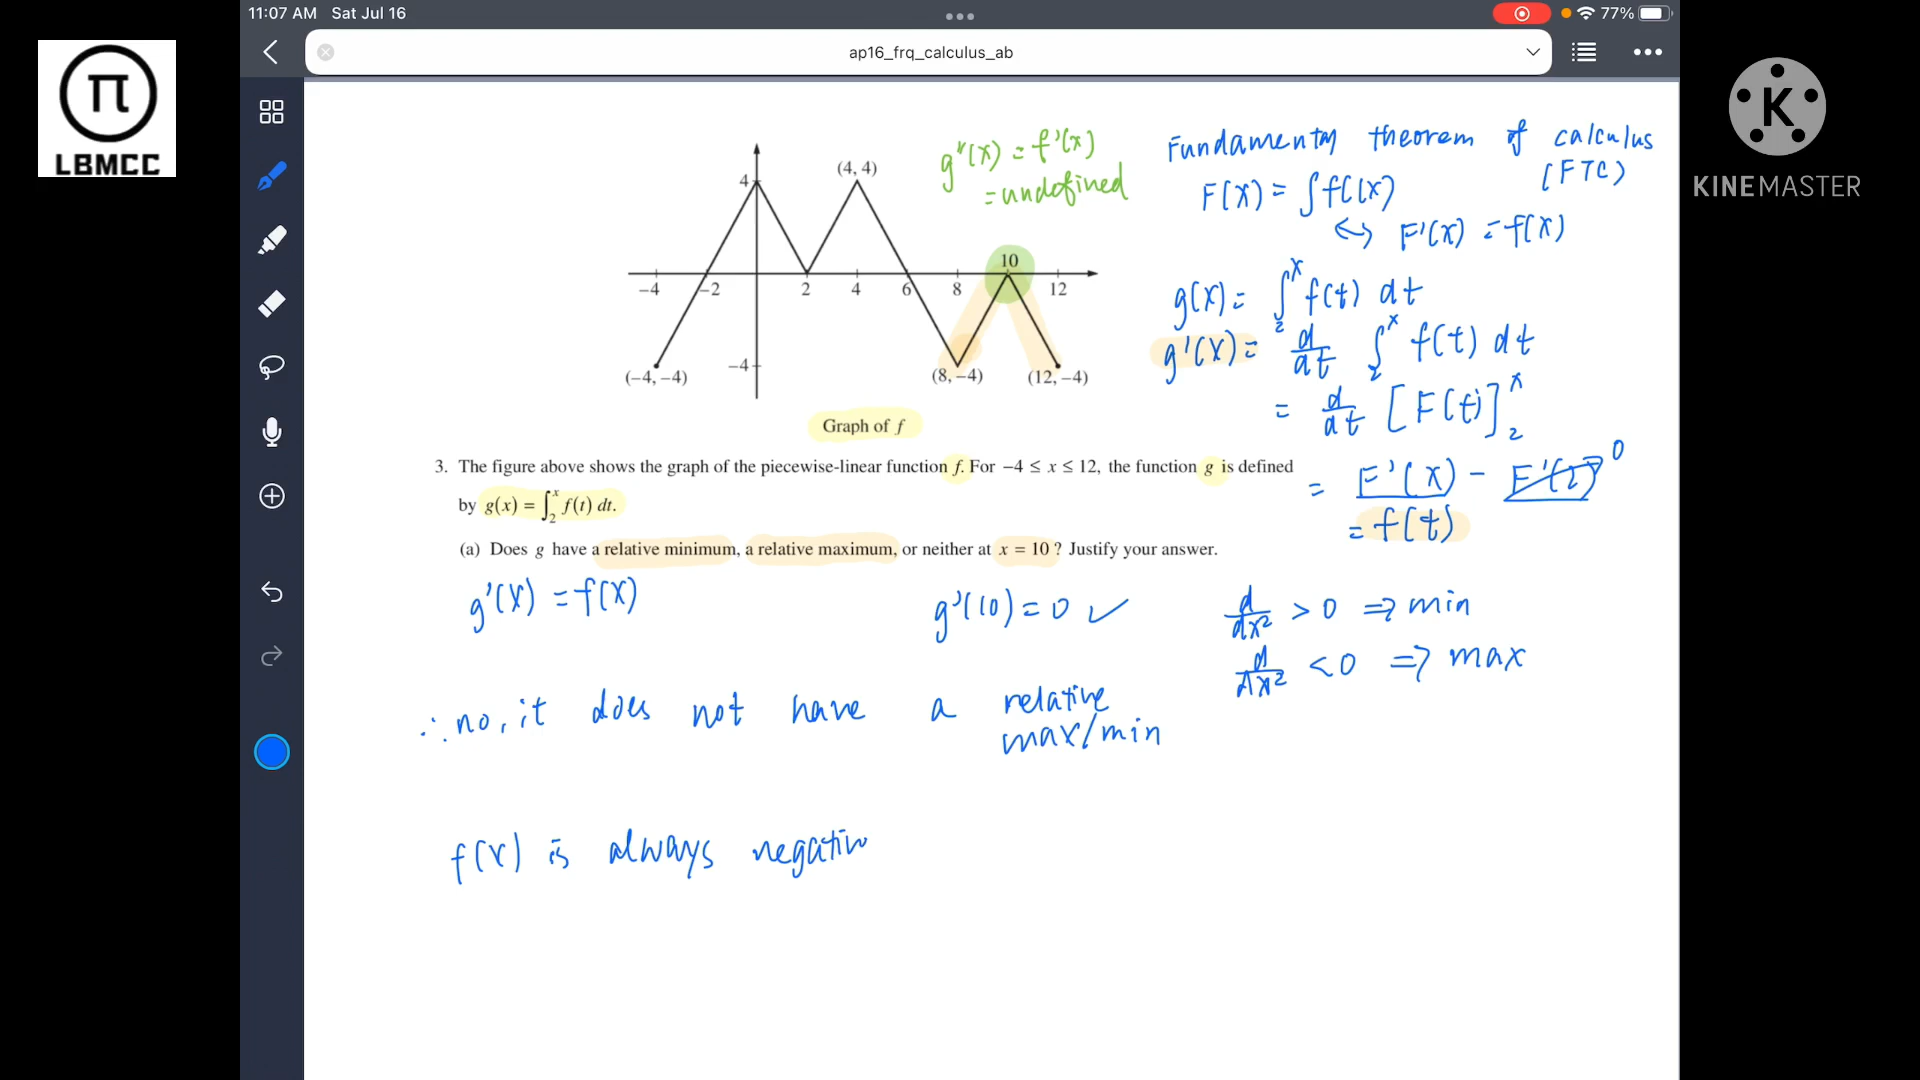 11:07 AM Sat Jul 16
77%
ap16_frq_calculus_ab
π
LBMCC
K
KINEMASTER
g"(x) = f'(x)
= undefined
Fundamental theorem of calculus
(FTC)
F(x) = ∫f(x)
↔ F'(x) = f(x)
g(x) = ∫₂ˣ f(t) dt
g'(x) = d/dt ∫₂ˣ f(t) dt
= d/dt [F(t)]₂ˣ
= F'(x) - F'(2) 0
= f(t)
4
(4, 4)
10
−4 −2 2 4 6 8 12
−4
(−4, −4) (8, −4) (12, −4)
Graph of f
3. The figure above shows the graph of the piecewise-linear function f. For −4 ≤ x ≤ 12, the function g is defined
by g(x) = ∫₂ˣ f(t) dt.
(a) Does g have a relative minimum, a relative maximum, or neither at x = 10 ? Justify your answer.
g'(x) = f(x) g'(10) = 0 ✓
d/dx² > 0 ⇒ min
d/dx² < 0 ⇒ max
∴ no, it does not have a relative
max/min
f(x) is always negativ